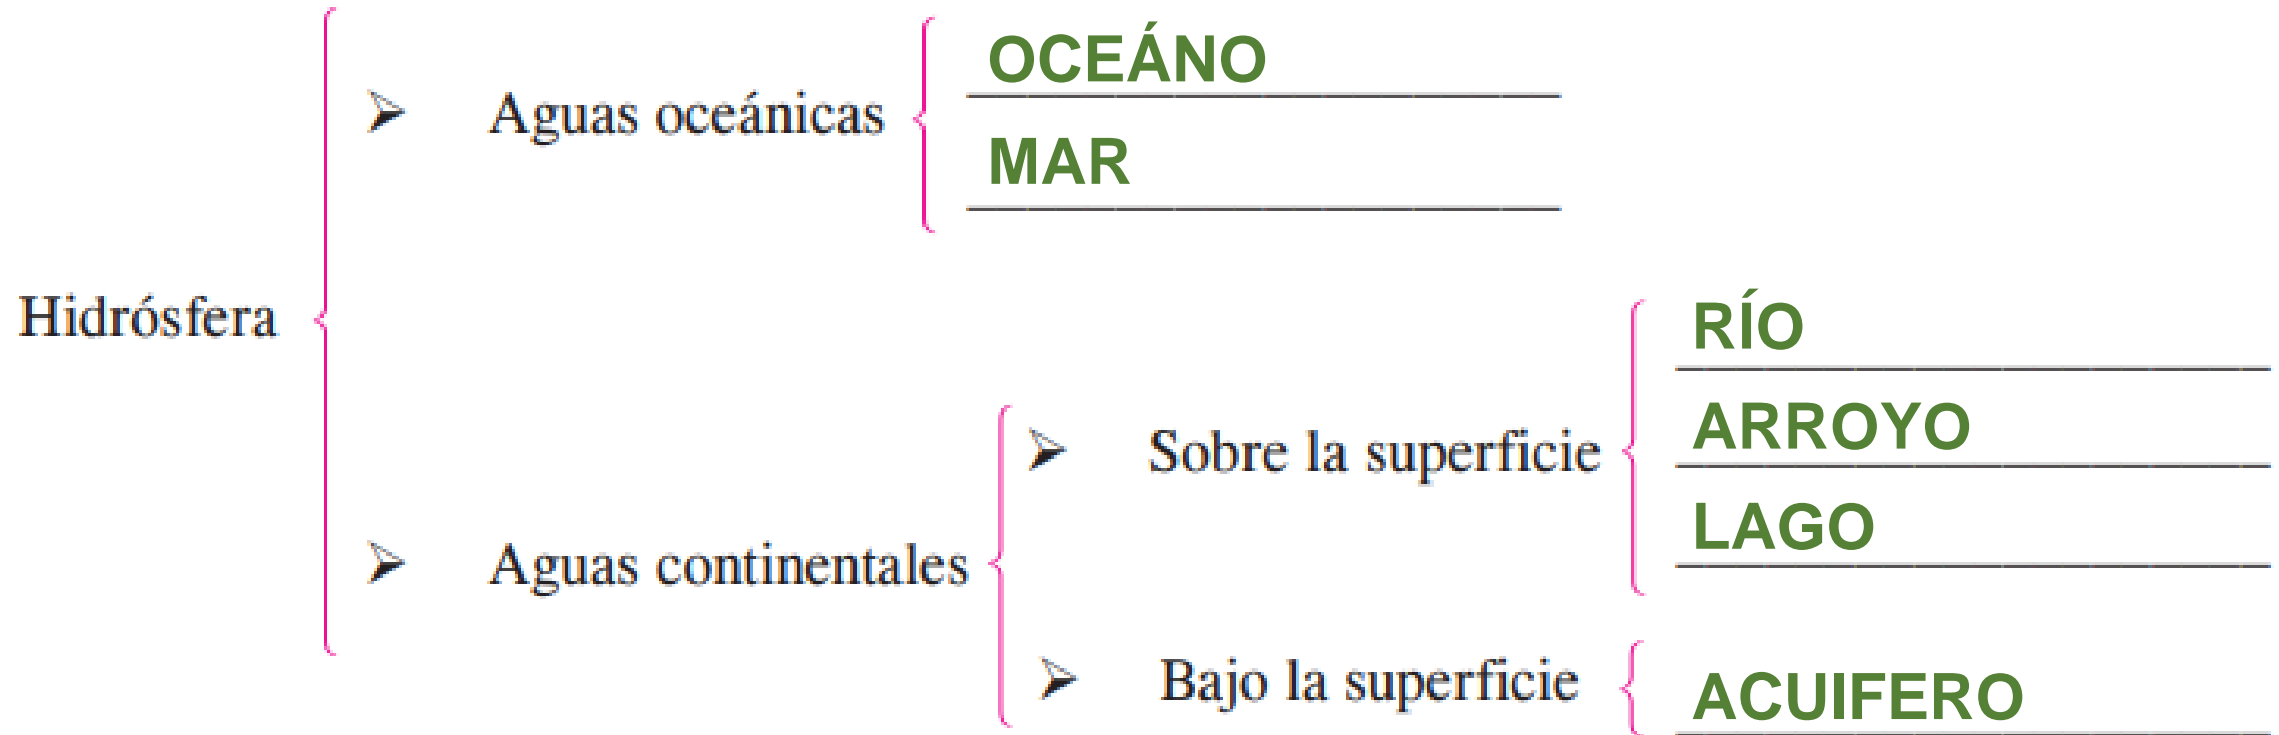 OCEÁNO
➢ Aguas oceánicas
MAR
Hidrósfera
RÍO
ARROYO
➢ Sobre la superficie
LAGO
➢ Aguas continentales
➢ Bajo la superficie
ACUIFERO